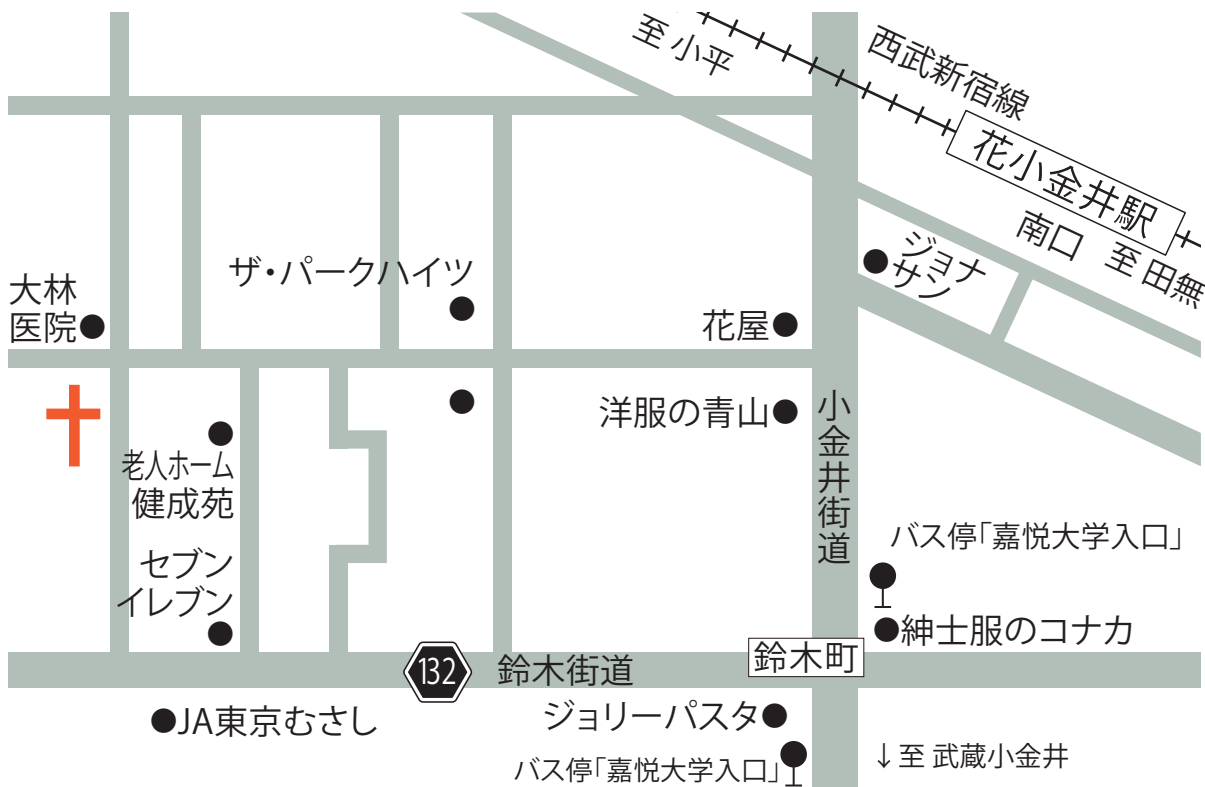 至 小平
西武新宿線
花小金井駅
南口
至 田無
ジョナ
サン
ザ・パークハイツ
大林
医院
花屋
洋服の青山
小金井街道
老人ホーム
健成苑
セブン
イレブン
バス停「嘉悦大学入口」
紳士服のコナカ
鈴木町
132
鈴木街道
JA東京むさし
ジョリーパスタ
バス停「嘉悦大学入口」
↓至 武蔵小金井